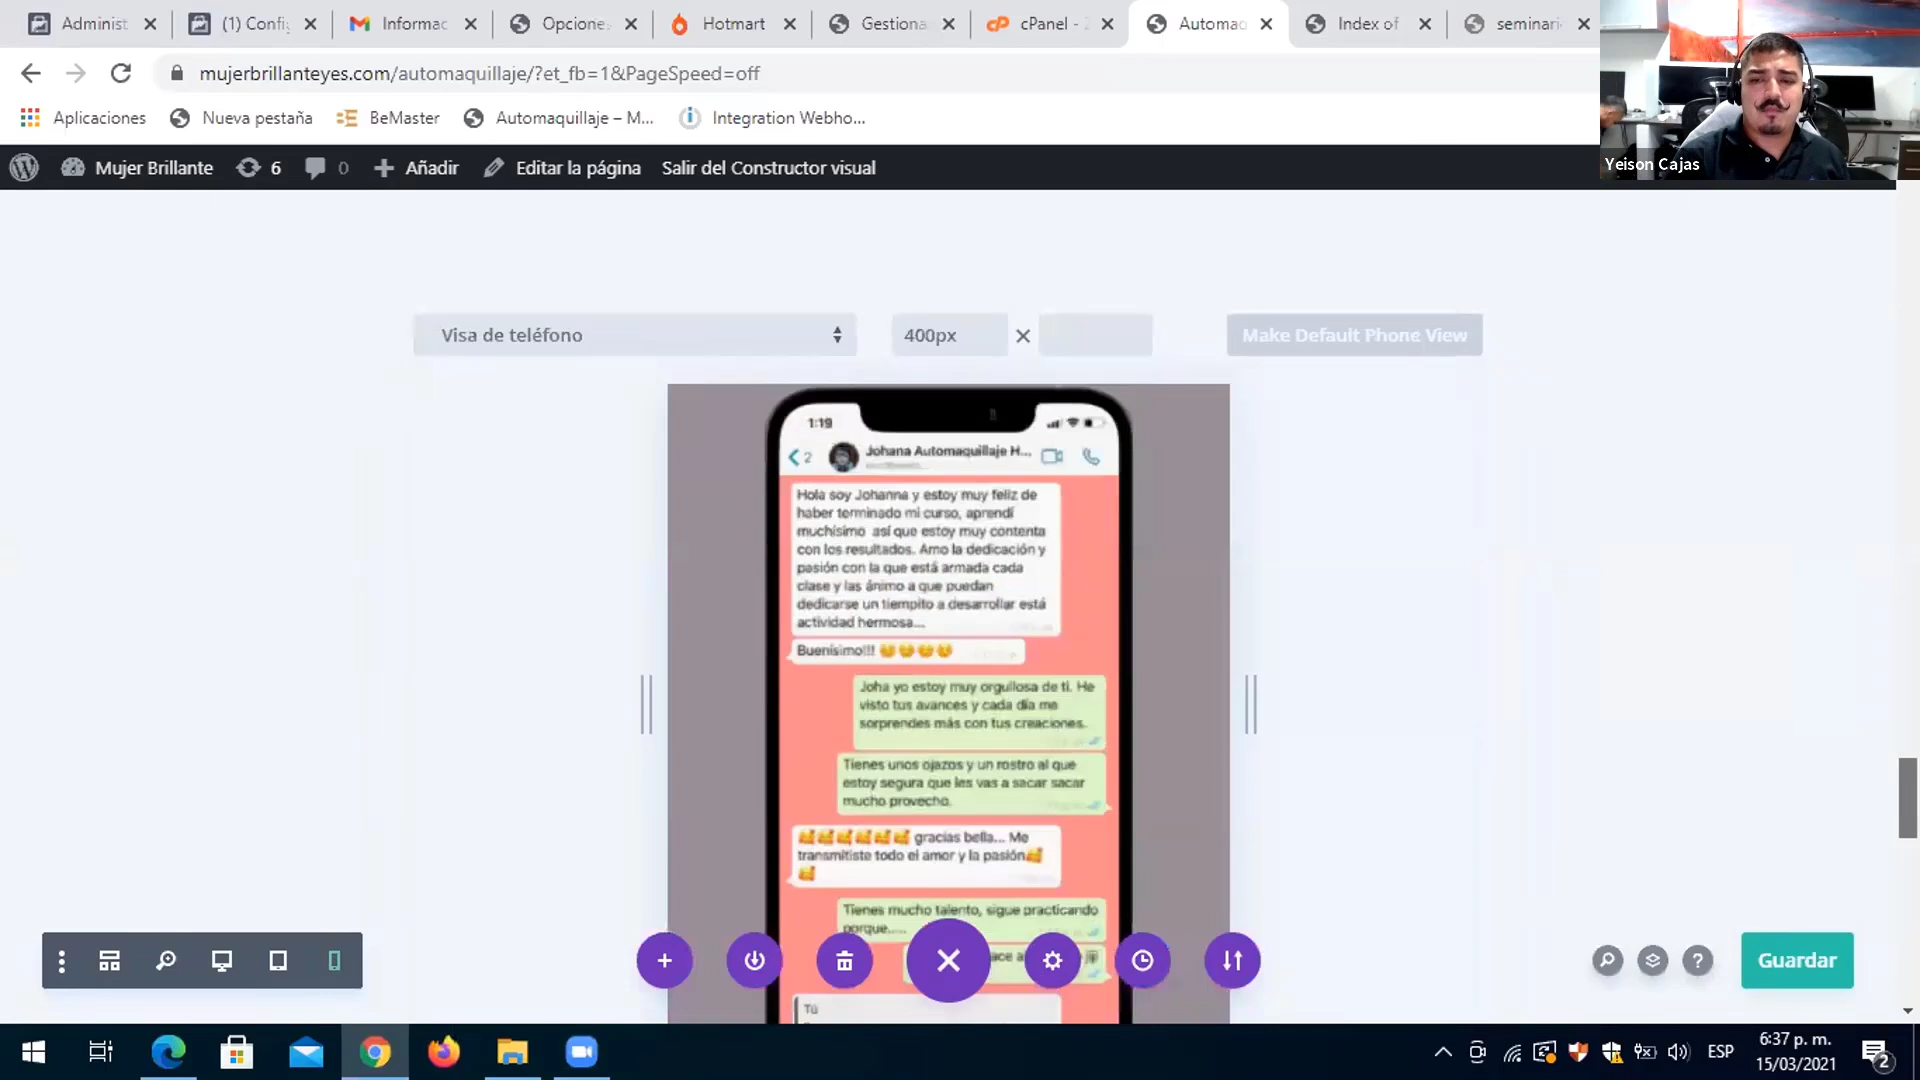 Administ
(1) Config
Informac
Opcione
Hotmart
Gestiona
cPanel -
Automaq
Index of
seminari
mujerbrillanteyes.com/automaquillaje/?et_fb=1&PageSpeed=off
Aplicaciones
Nueva pestaña
BeMaster
Automaquillaje – M...
Integration Webho...
Yeison Cajas
Mujer Brillante
6
0
Añadir
Editar la página
Salir del Constructor visual
Visa de teléfono
400px
Make Default Phone View
1:19
2
Johana Automaquillaje H...
Hola soy Johanna y estoy muy feliz de
haber terminado mi curso, aprendí
muchísimo así que estoy muy contenta
con los resultados. Amo la dedicación y
pasión con la que está armada cada
clase y las ánimo a que puedan
dedicarse un tiempito a desarrollar está
actividad hermosa...
Buenísimo!!! 😊😊😊😊
Joha yo estoy muy orgullosa de ti. He
visto tus avances y cada día me
sorprendes más con tus creaciones.
Tienes unos ojazos y un rostro al que
estoy segura que les vas a sacar sacar
mucho provecho.
🥰🥰🥰🥰🥰🥰 gracias bella... Me
transmitiste todo el amor y la pasión🥰
🥰
Tienes mucho talento, sigue practicando
porque.....
Tú
Guardar
ESP
6:37 p. m.
15/03/2021
2